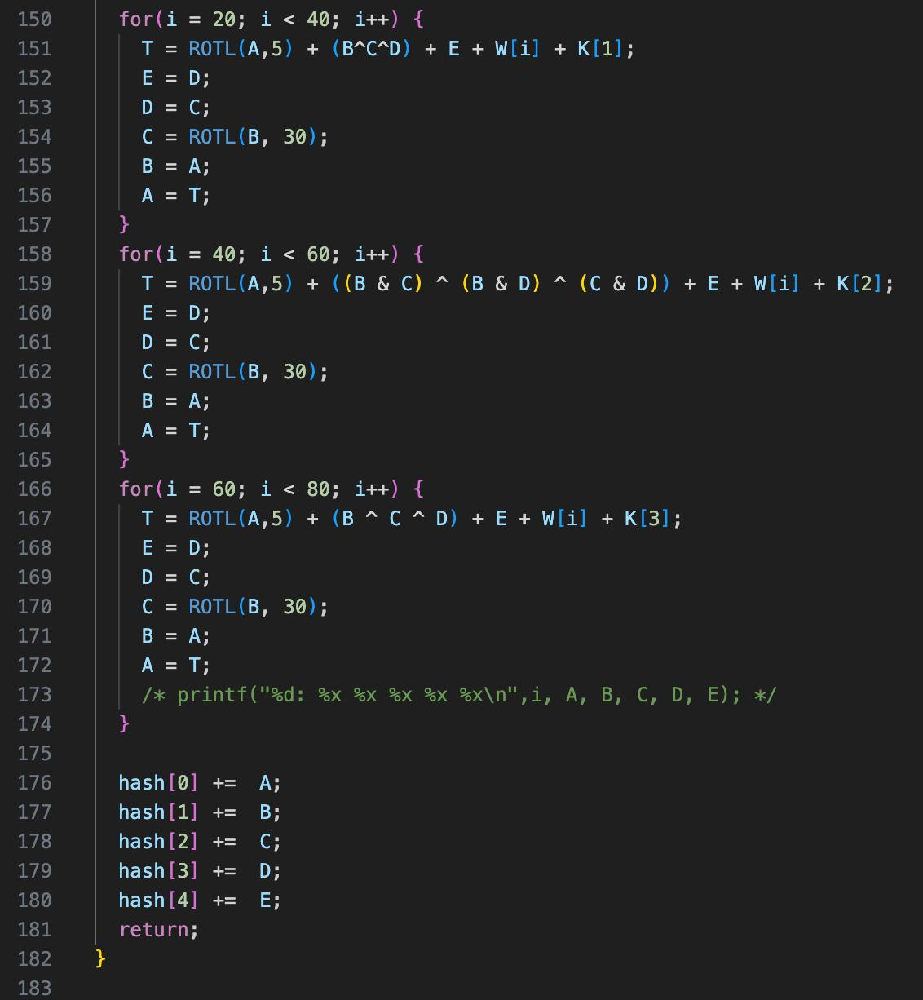 150 for(i = 20; i < 40; i++) {
151 T = ROTL(A,5) + (B^C^D) + E + W[i] + K[1];
152 E = D;
153 D = C;
154 C = ROTL(B, 30);
155 B = A;
156 A = T;
157 }
158 for(i = 40; i < 60; i++) {
159 T = ROTL(A,5) + ((B & C) ^ (B & D) ^ (C & D)) + E + W[i] + K[2];
160 E = D;
161 D = C;
162 C = ROTL(B, 30);
163 B = A;
164 A = T;
165 }
166 for(i = 60; i < 80; i++) {
167 T = ROTL(A,5) + (B ^ C ^ D) + E + W[i] + K[3];
168 E = D;
169 D = C;
170 C = ROTL(B, 30);
171 B = A;
172 A = T;
173 /* printf("%d: %x %x %x %x %x\n",i, A, B, C, D, E); */
174 }
175
176 hash[0] +=  A;
177 hash[1] +=  B;
178 hash[2] +=  C;
179 hash[3] +=  D;
180 hash[4] +=  E;
181 return;
182 }
183